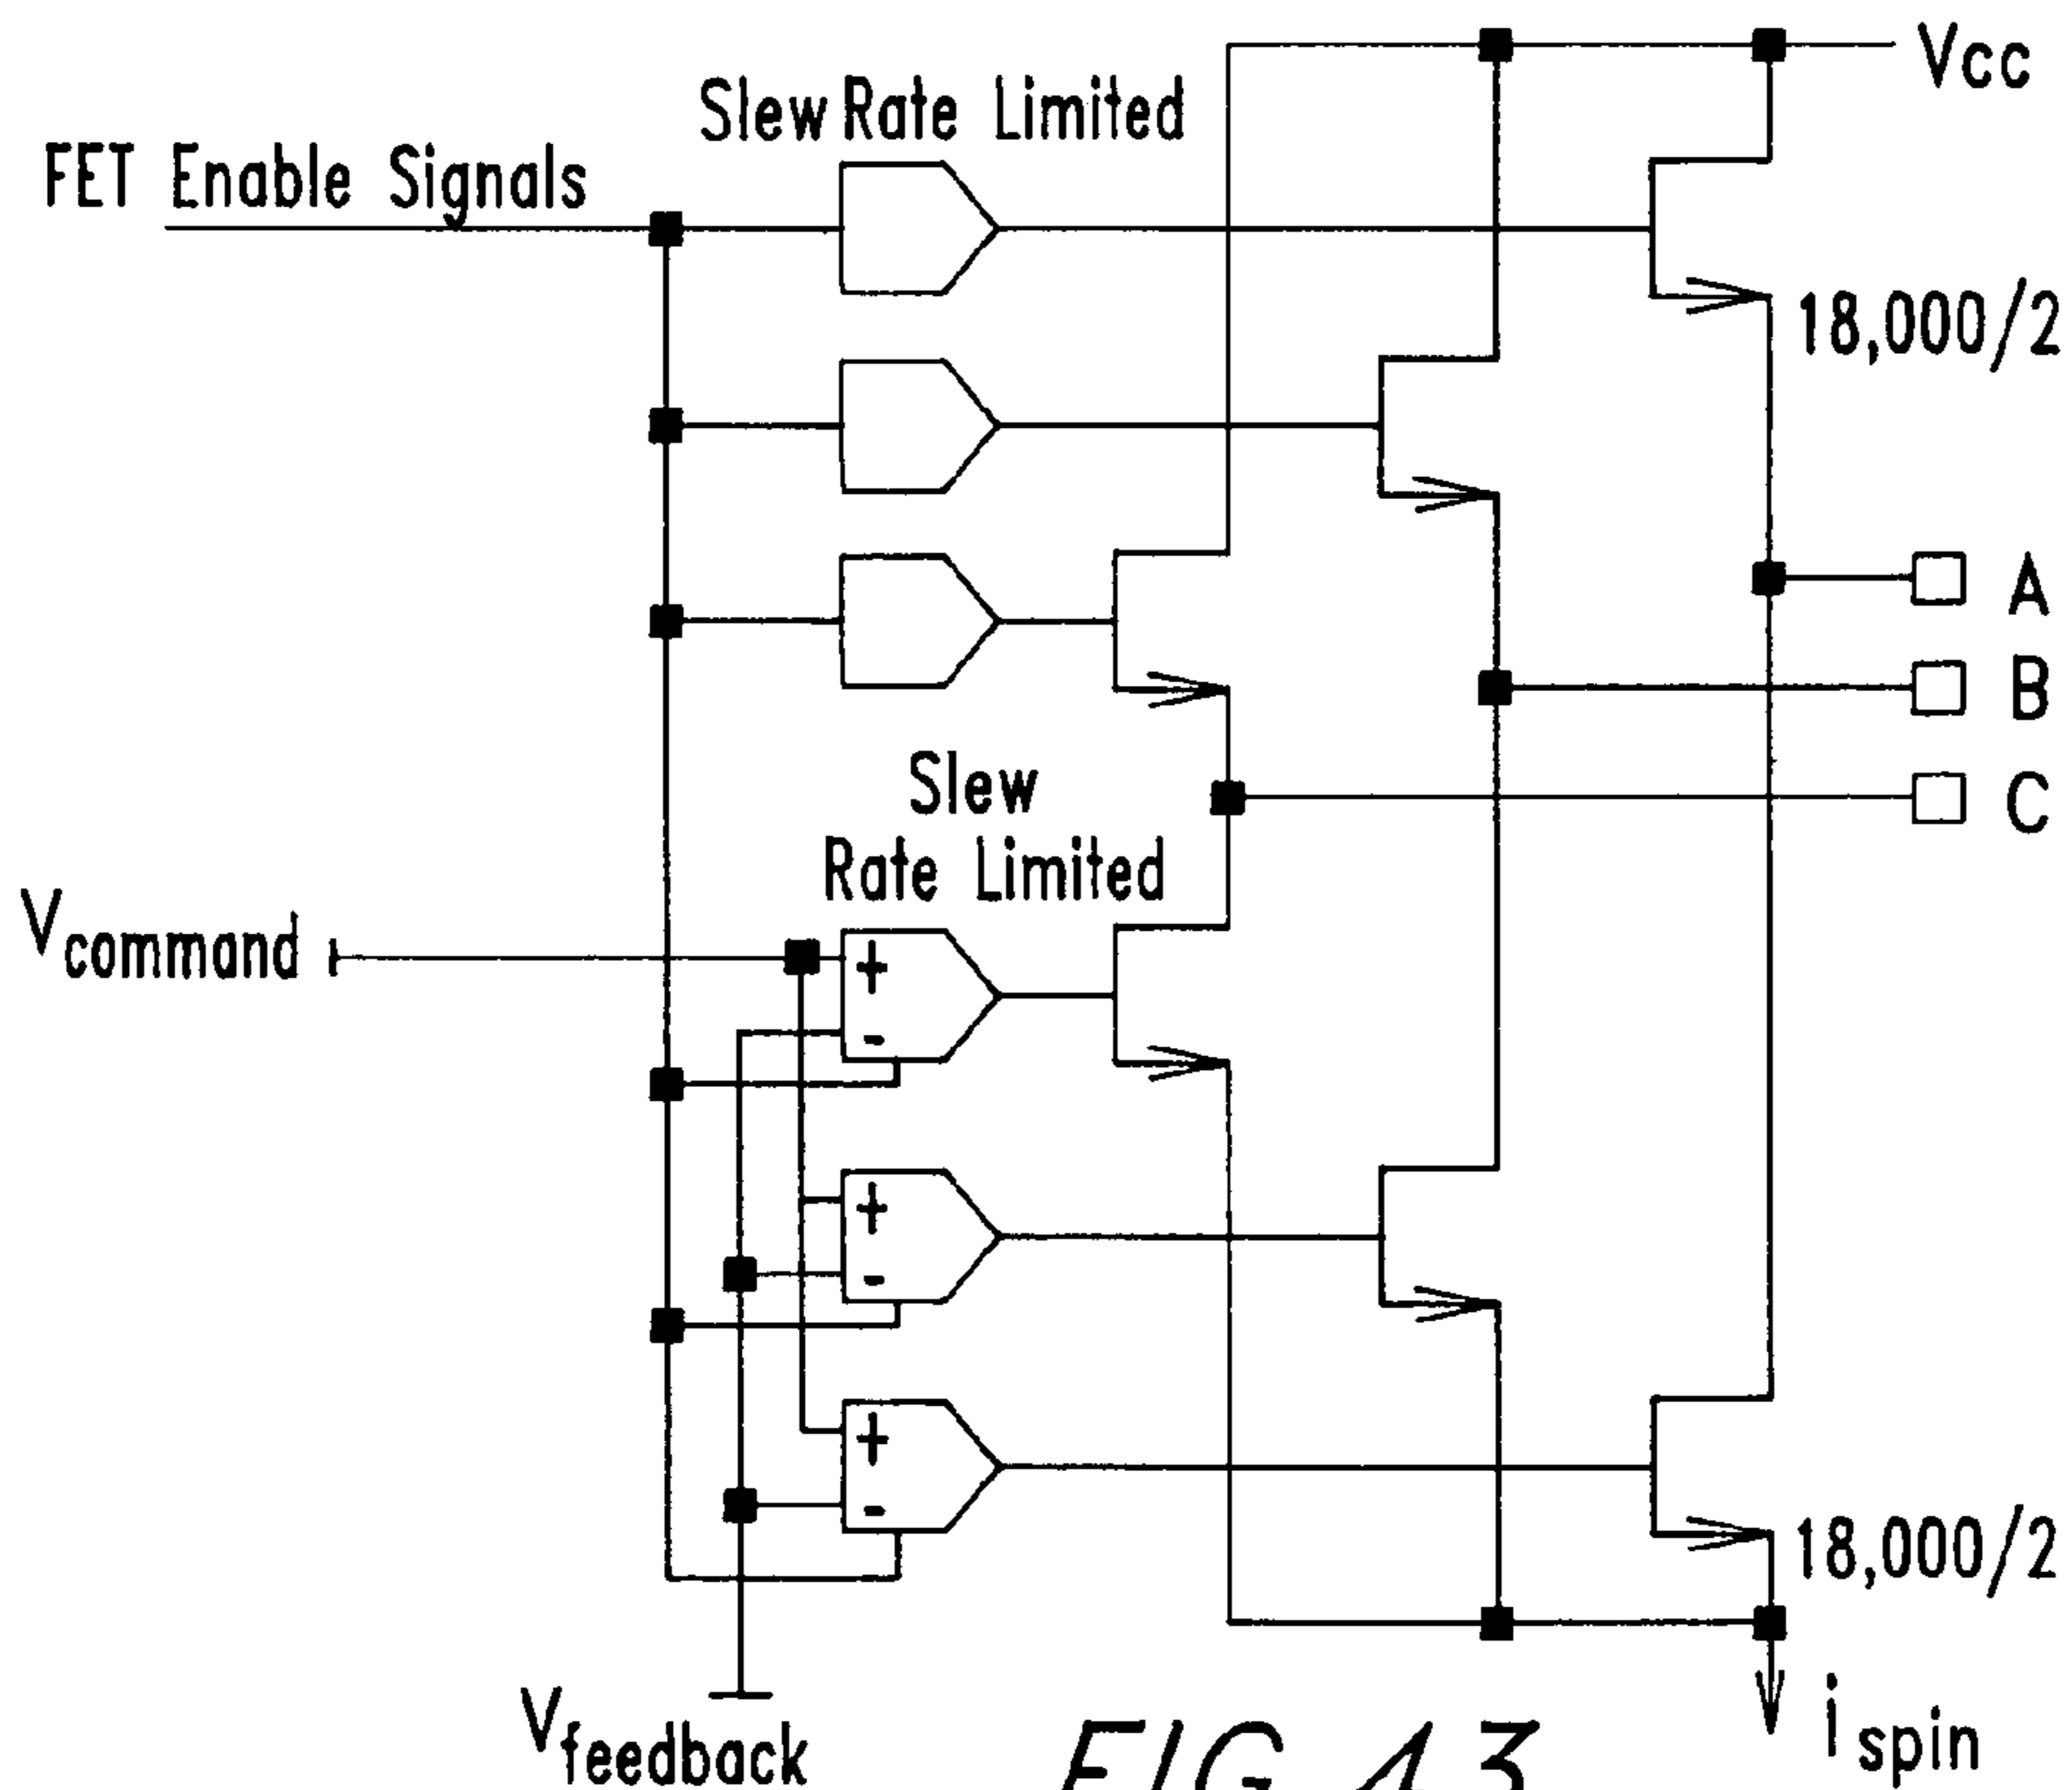 Vcc
Slew Rate Limited
FET Enable Signals
18,000/2
A
B
C
Slew
Rate Limited
Vcommand
+
-
+
-
+
-
18,000/2
Vfeedback
ispin
FIG. 43